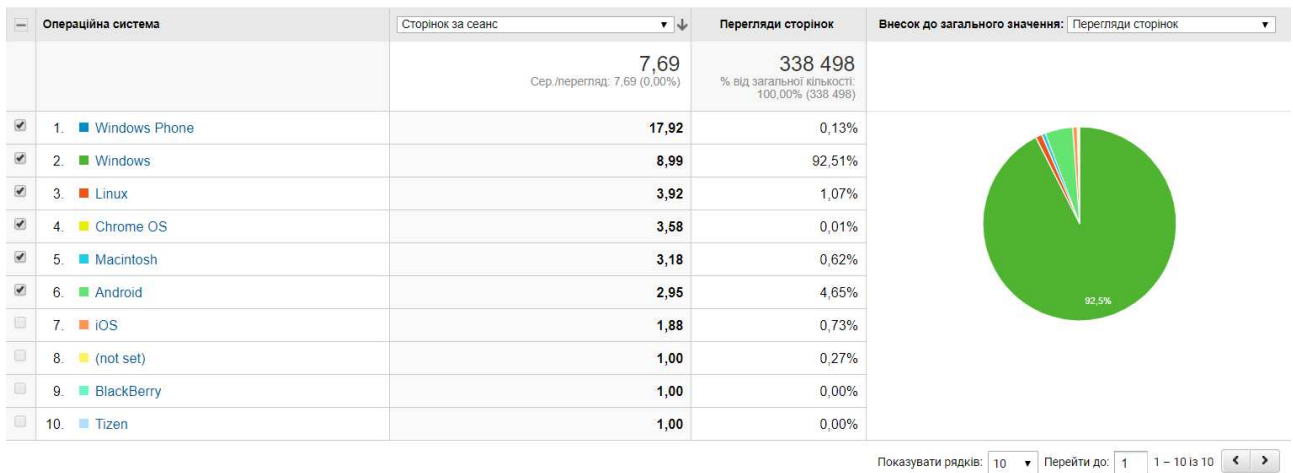 Операційна система Сторінок за сеанс Перегляди сторінок Внесок до загального значення: Перегляди сторінок
7,69 338 498
Сер./перегляд: 7,69 (0,00%) % від загальної кількості:
100,00% (338 498)
1. Windows Phone 17,92 0,13%
2. Windows 8,99 92,51%
3. Linux 3,92 1,07%
4. Chrome OS 3,58 0,01%
5. Macintosh 3,18 0,62%
6. Android 2,95 4,65%
7. iOS 1,88 0,73%
8. (not set) 1,00 0,27%
9. BlackBerry 1,00 0,00%
10. Tizen 1,00 0,00%
92,5%
Показувати рядків: 10 Перейти до: 1 1 – 10 із 10